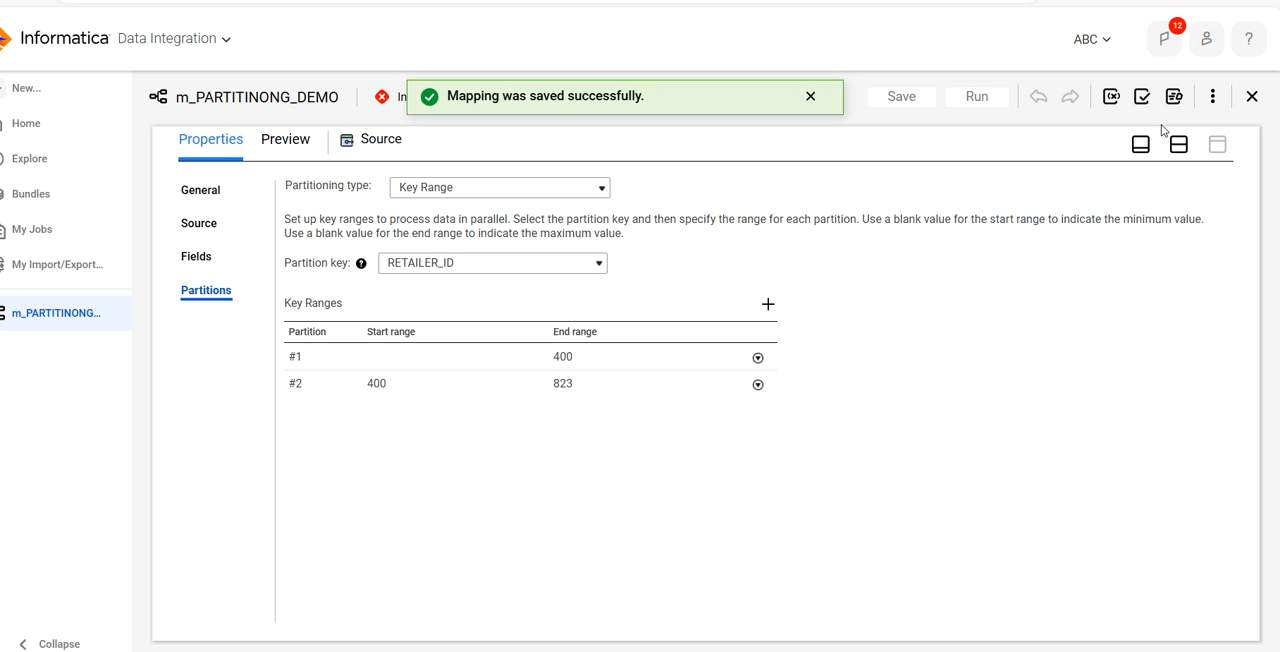 Informatica Data Integration
ABC
12
?
New...
Home
Explore
Bundles
My Jobs
My Import/Export...
m_PARTITINONG...
Collapse
m_PARTITINONG_DEMO
In
Mapping was saved successfully.
Save
Run
Properties
Preview
Source
General
Source
Fields
Partitions
Partitioning type:
Key Range
Set up key ranges to process data in parallel. Select the partition key and then specify the range for each partition. Use a blank value for the start range to indicate the minimum value.
Use a blank value for the end range to indicate the maximum value.
Partition key: ?
RETAILER_ID
Key Ranges
Partition Start range End range
#1 400
#2 400 823